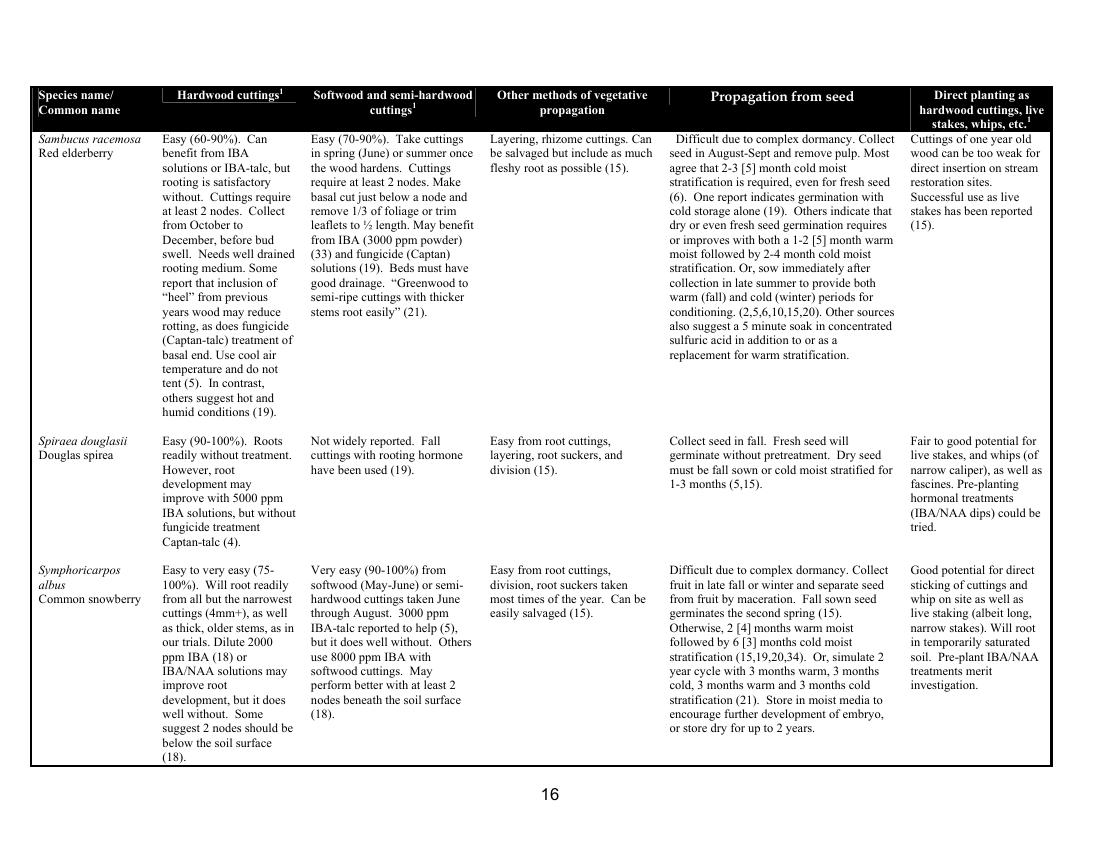 Species name/
Common name
Hardwood cuttings1
Softwood and semi-hardwood
cuttings1
Other methods of vegetative
propagation
Propagation from seed
Direct planting as
hardwood cuttings, live
stakes, whips, etc.1
Sambucus racemosa
Red elderberry
Easy (60-90%). Can
benefit from IBA
solutions or IBA-talc, but
rooting is satisfactory
without. Cuttings require
at least 2 nodes. Collect
from October to
December, before bud
swell. Needs well drained
rooting medium. Some
report that inclusion of
“heel” from previous
years wood may reduce
rotting, as does fungicide
(Captan-talc) treatment of
basal end. Use cool air
temperature and do not
tent (5). In contrast,
others suggest hot and
humid conditions (19).
Easy (70-90%). Take cuttings
in spring (June) or summer once
the wood hardens. Cuttings
require at least 2 nodes. Make
basal cut just below a node and
remove 1/3 of foliage or trim
leaflets to ½ length. May benefit
from IBA (3000 ppm powder)
(33) and fungicide (Captan)
solutions (19). Beds must have
good drainage. “Greenwood to
semi-ripe cuttings with thicker
stems root easily” (21).
Layering, rhizome cuttings. Can
be salvaged but include as much
fleshy root as possible (15).
Difficult due to complex dormancy. Collect
seed in August-Sept and remove pulp. Most
agree that 2-3 [5] month cold moist
stratification is required, even for fresh seed
(6). One report indicates germination with
cold storage alone (19). Others indicate that
dry or even fresh seed germination requires
or improves with both a 1-2 [5] month warm
moist followed by 2-4 month cold moist
stratification. Or, sow immediately after
collection in late summer to provide both
warm (fall) and cold (winter) periods for
conditioning. (2,5,6,10,15,20). Other sources
also suggest a 5 minute soak in concentrated
sulfuric acid in addition to or as a
replacement for warm stratification.
Cuttings of one year old
wood can be too weak for
direct insertion on stream
restoration sites.
Successful use as live
stakes has been reported
(15).
Spiraea douglasii
Douglas spirea
Easy (90-100%). Roots
readily without treatment.
However, root
development may
improve with 5000 ppm
IBA solutions, but without
fungicide treatment
Captan-talc (4).
Not widely reported. Fall
cuttings with rooting hormone
have been used (19).
Easy from root cuttings,
layering, root suckers, and
division (15).
Collect seed in fall. Fresh seed will
germinate without pretreatment. Dry seed
must be fall sown or cold moist stratified for
1-3 months (5,15).
Fair to good potential for
live stakes, and whips (of
narrow caliper), as well as
fascines. Pre-planting
hormonal treatments
(IBA/NAA dips) could be
tried.
Symphoricarpos
albus
Common snowberry
Easy to very easy (75-
100%). Will root readily
from all but the narrowest
cuttings (4mm+), as well
as thick, older stems, as in
our trials. Dilute 2000
ppm IBA (18) or
IBA/NAA solutions may
improve root
development, but it does
well without. Some
suggest 2 nodes should be
below the soil surface
(18).
Very easy (90-100%) from
softwood (May-June) or semi-
hardwood cuttings taken June
through August. 3000 ppm
IBA-talc reported to help (5),
but it does well without. Others
use 8000 ppm IBA with
softwood cuttings. May
perform better with at least 2
nodes beneath the soil surface
(18).
Easy from root cuttings,
division, root suckers taken
most times of the year. Can be
easily salvaged (15).
Difficult due to complex dormancy. Collect
fruit in late fall or winter and separate seed
from fruit by maceration. Fall sown seed
germinates the second spring (15).
Otherwise, 2 [4] months warm moist
followed by 6 [3] months cold moist
stratification (15,19,20,34). Or, simulate 2
year cycle with 3 months warm, 3 months
cold, 3 months warm and 3 months cold
stratification (21). Store in moist media to
encourage further development of embryo,
or store dry for up to 2 years.
Good potential for direct
sticking of cuttings and
whip on site as well as
live staking (albeit long,
narrow stakes). Will root
in temporarily saturated
soil. Pre-plant IBA/NAA
treatments merit
investigation.
16